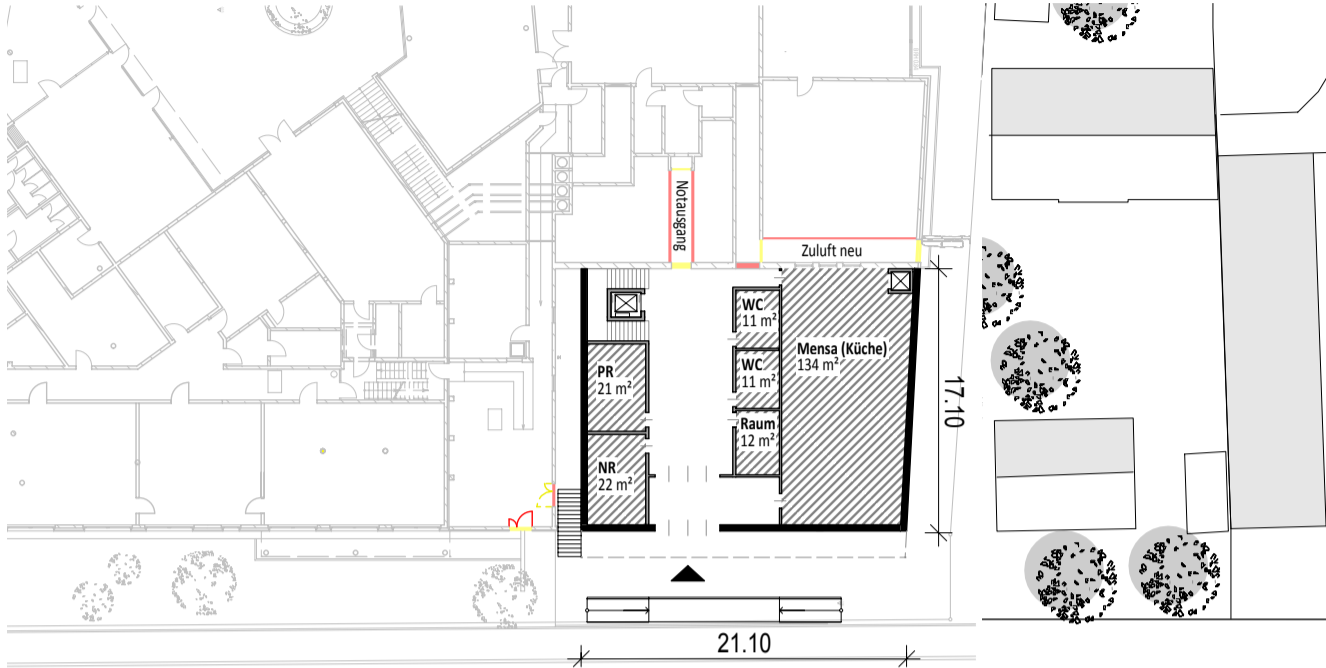 Notausgang
Zuluft neu
WC
11 m²
Mensa (Küche)
134 m²
WC
11 m²
PR
21 m²
Raum
12 m²
NR
22 m²
17.10
21.10